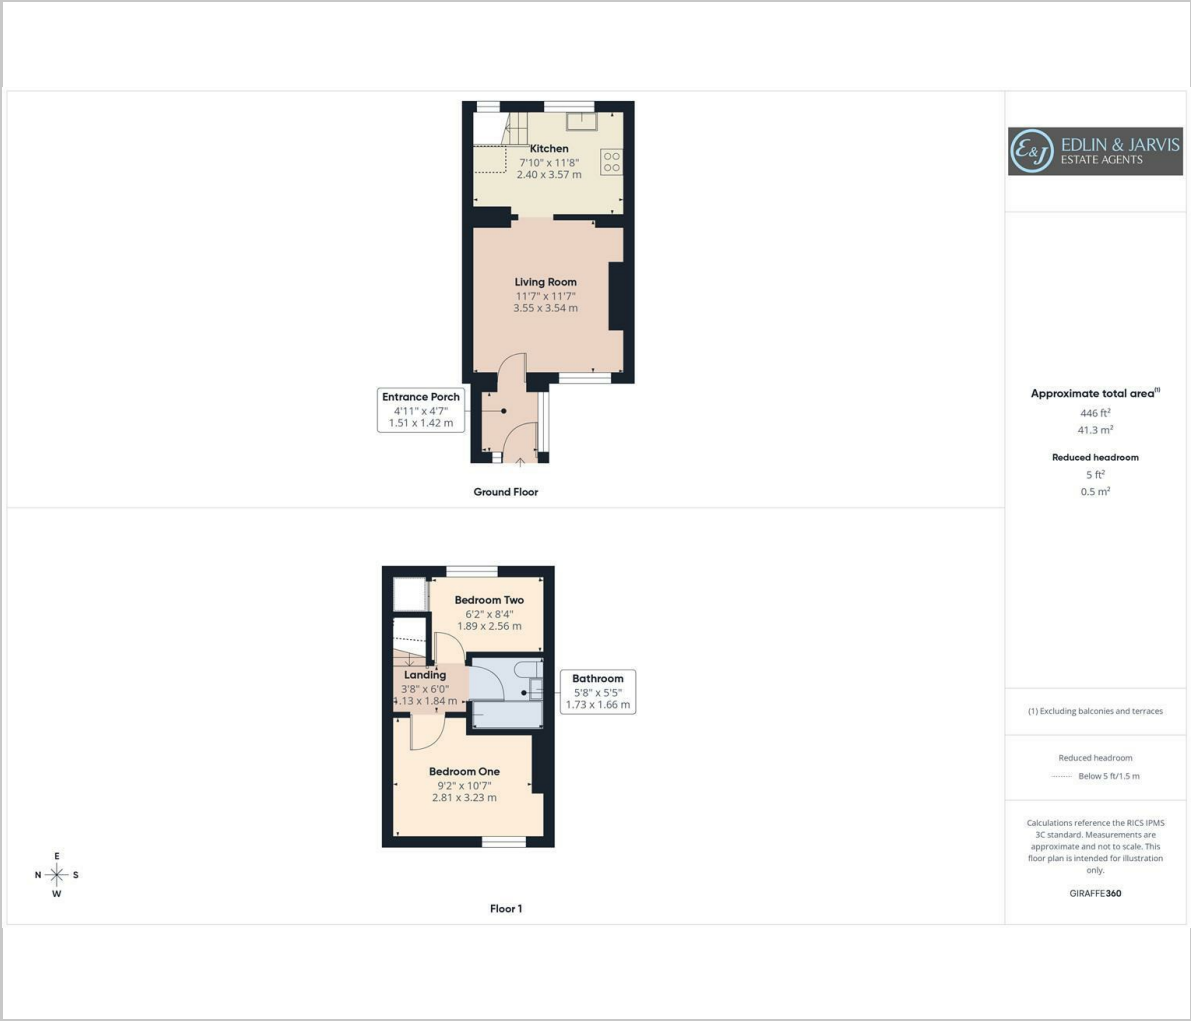 Kitchen
7'10" x 11'8"
2.40 x 3.57 m
Living Room
11'7" x 11'7"
3.55 x 3.54 m
Entrance Porch
4'11" x 4'7"
1.51 x 1.42 m
Ground Floor
Bedroom Two
6'2" x 8'4"
1.89 x 2.56 m
Landing
3'8" x 6'0"
1.13 x 1.84 m
Bathroom
5'8" x 5'5"
1.73 x 1.66 m
Bedroom One
9'2" x 10'7"
2.81 x 3.23 m
E
N S
W
Floor 1
E&J EDLIN & JARVIS
ESTATE AGENTS
Approximate total area(1)
446 ft²
41.3 m²
Reduced headroom
5 ft²
0.5 m²
(1) Excluding balconies and terraces
Reduced headroom
Below 5 ft/1.5 m
Calculations reference the RICS IPMS
3C standard. Measurements are
approximate and not to scale. This
floor plan is intended for illustration
only.
GIRAFFE360